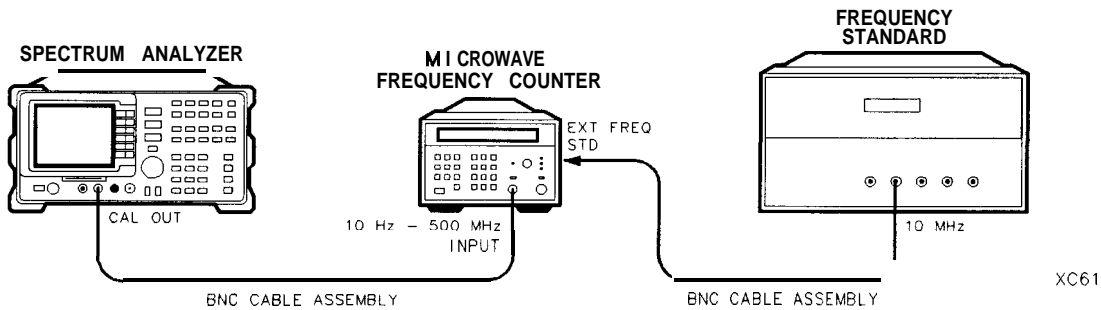 SPECTRUM ANALYZER
MICROWAVE
FREQUENCY COUNTER
FREQUENCY
STANDARD
EXT FREQ
STD
CAL OUT
10 Hz – 500 MHz
INPUT
10 MHz
BNC CABLE ASSEMBLY
BNC CABLE ASSEMBLY
XC61